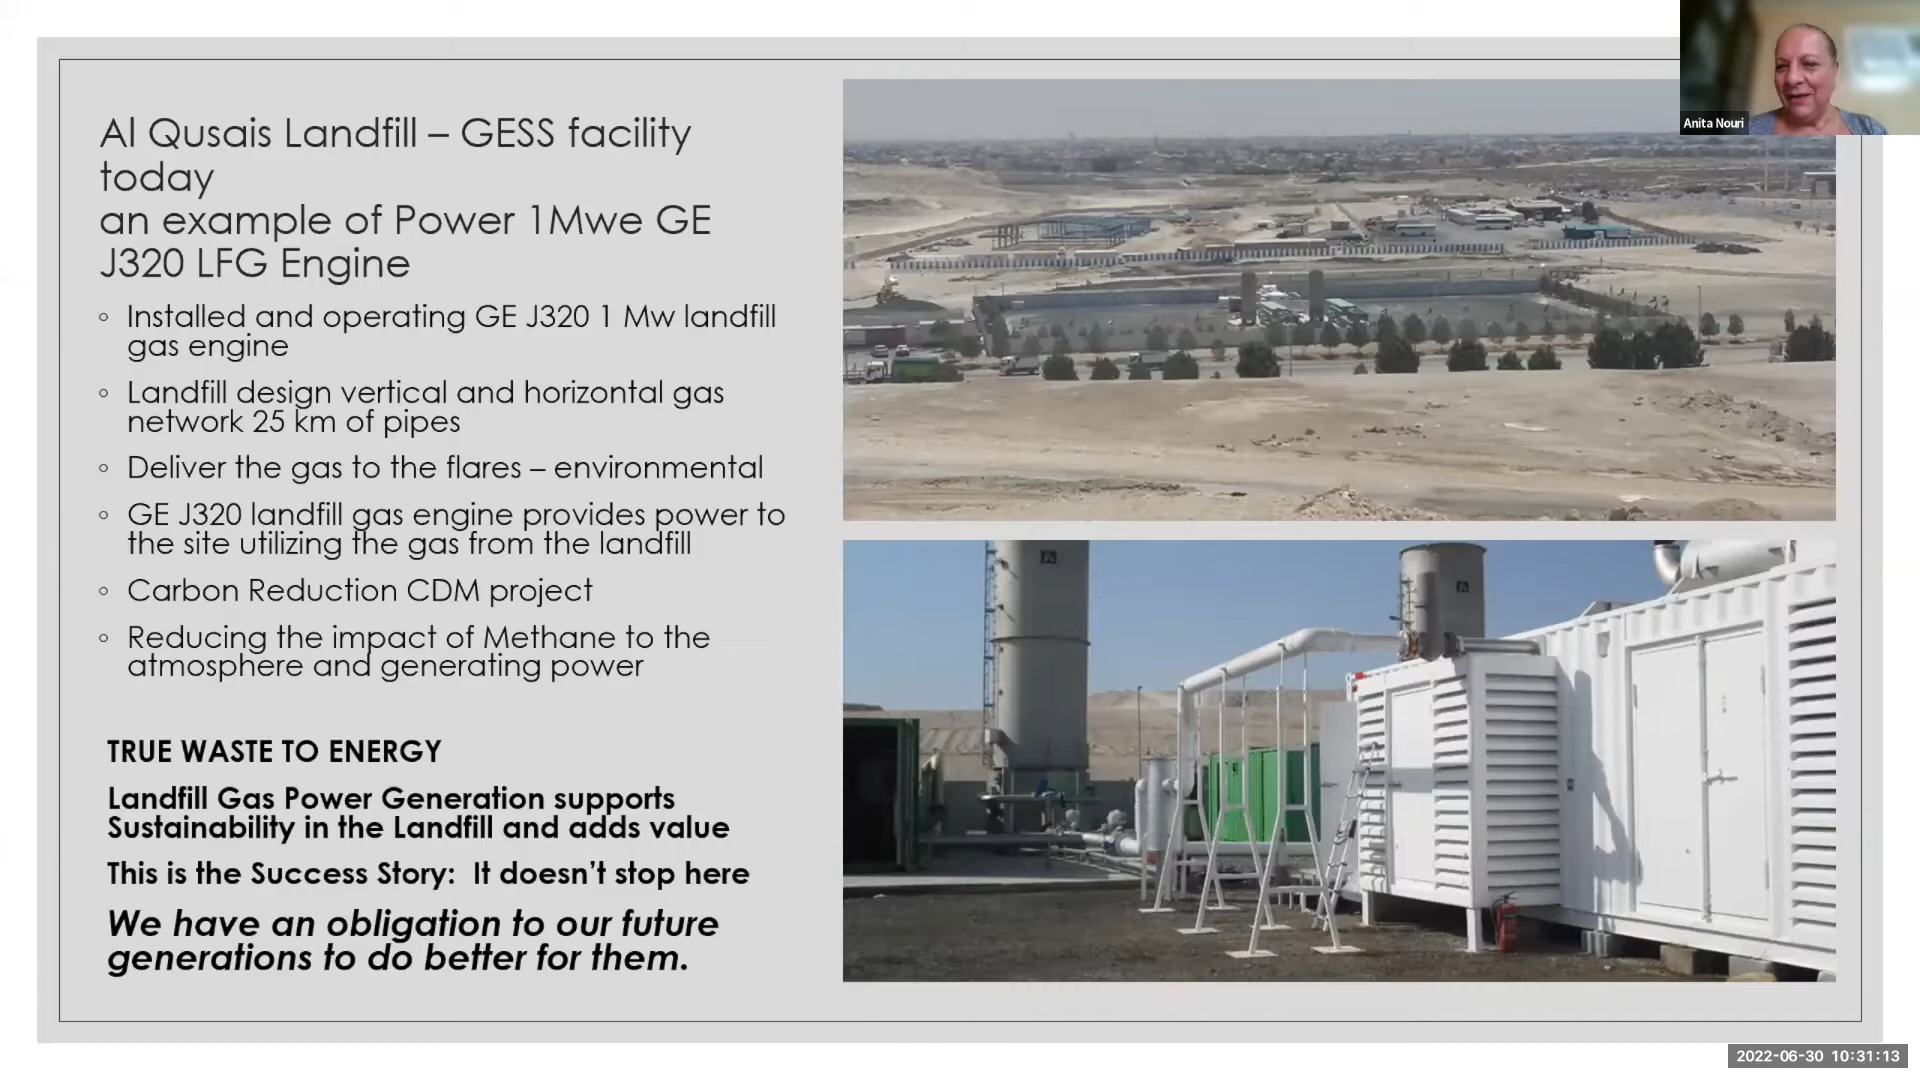 Al Qusais Landfill – GESS facility
today
an example of Power 1Mwe GE
J320 LFG Engine
Installed and operating GE J320 1 Mw landfill
gas engine
Landfill design vertical and horizontal gas
network 25 km of pipes
Deliver the gas to the flares – environmental
GE J320 landfill gas engine provides power to
the site utilizing the gas from the landfill
Carbon Reduction CDM project
Reducing the impact of Methane to the
atmosphere and generating power
TRUE WASTE TO ENERGY
Landfill Gas Power Generation supports
Sustainability in the Landfill and adds value
This is the Success Story:  It doesn’t stop here
We have an obligation to our future
generations to do better for them.
Anita Nouri
2022-06-30 10:31:13